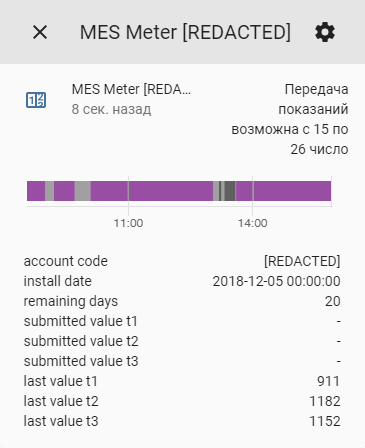 MES Meter [REDACTED]
MES Meter [REDA...
8 сек. назад
Передача
показаний
возможна с 15 по
26 число
11:00
14:00
account code [REDACTED]
install date 2018-12-05 00:00:00
remaining days 20
submitted value t1 -
submitted value t2 -
submitted value t3 -
last value t1 911
last value t2 1182
last value t3 1152